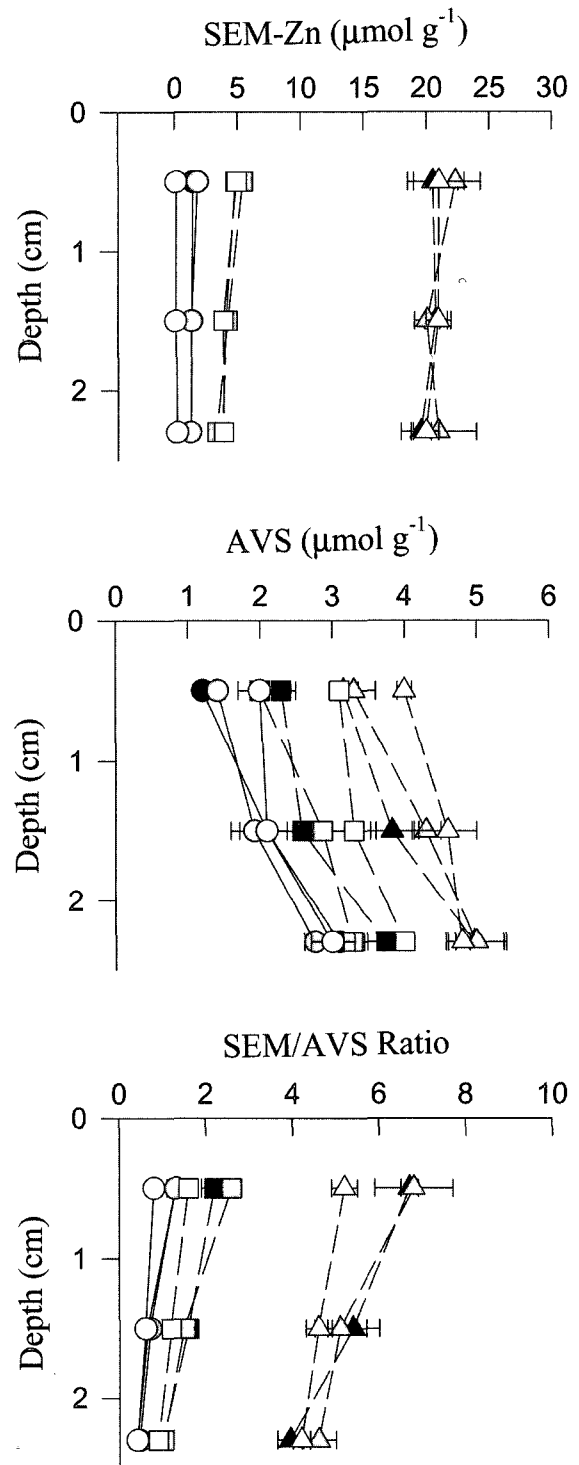 SEM-Zn (μmol g⁻¹)
0 5 10 15 20 25 30
0
1
2
Depth (cm)
AVS (μmol g⁻¹)
0 1 2 3 4 5 6
0
1
2
Depth (cm)
SEM/AVS Ratio
0 2 4 6 8 10
0
1
2
Depth (cm)